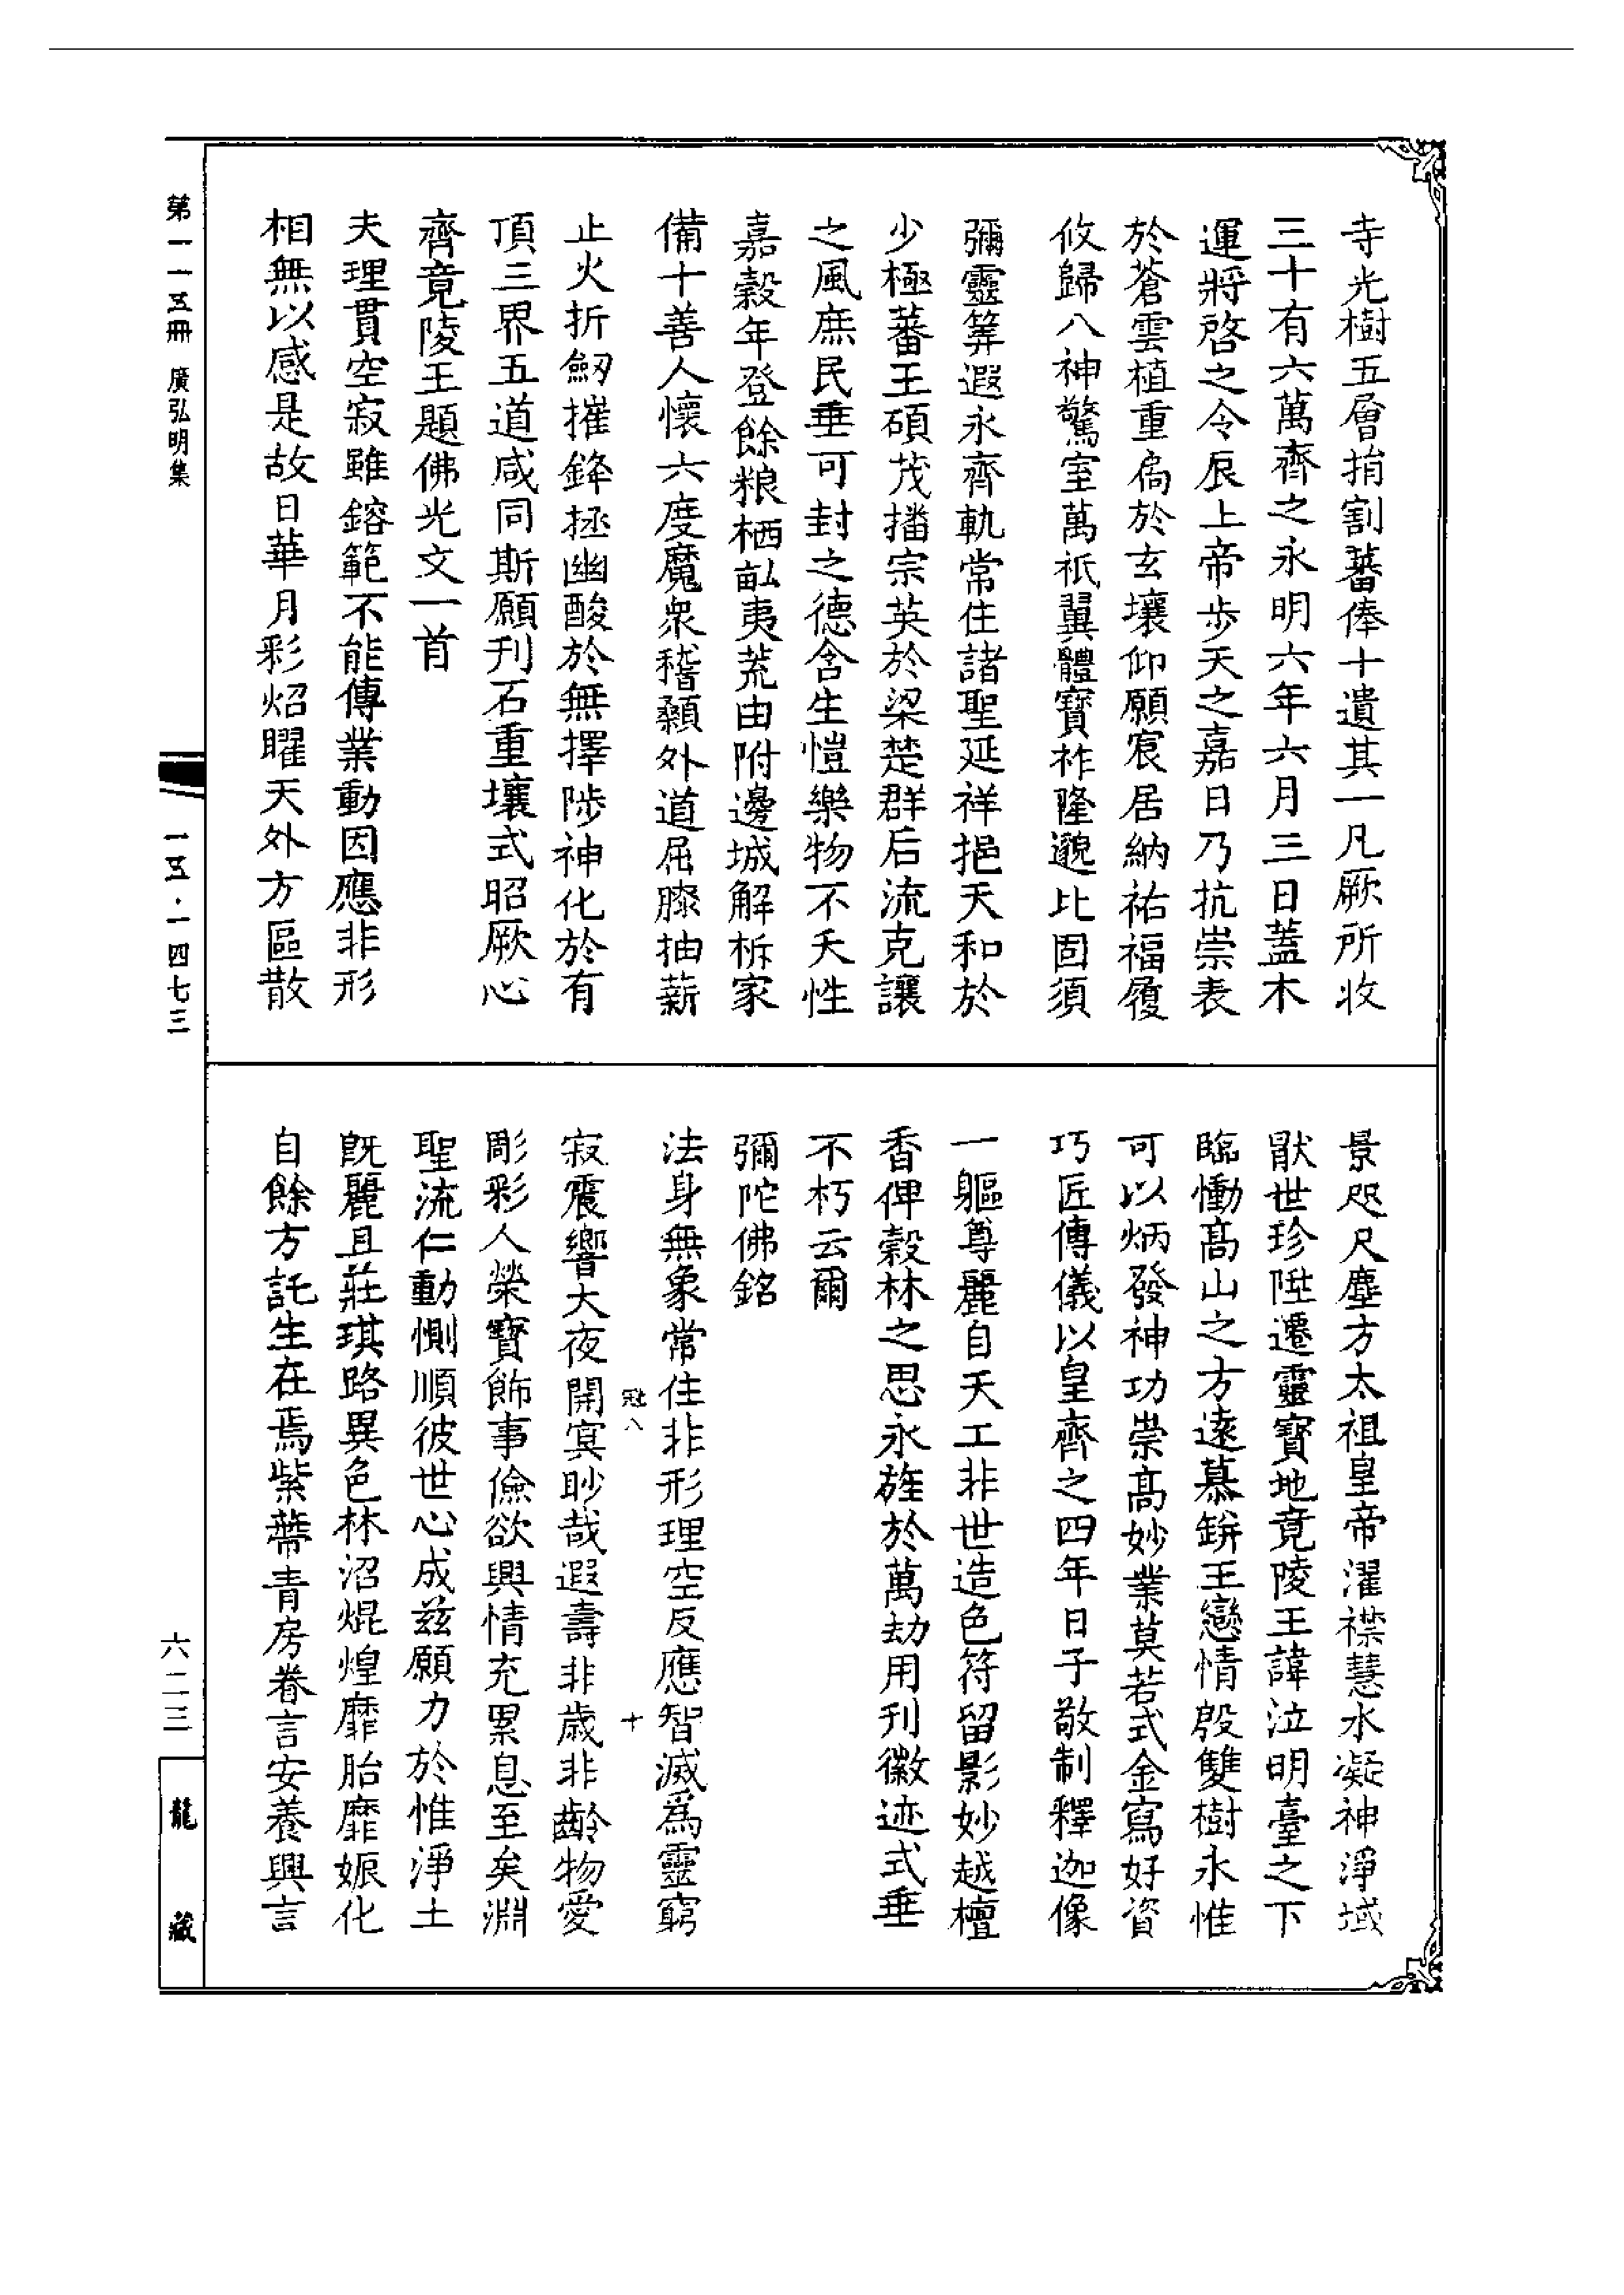 寺光樹五層捎割蕃俸十遺其一凡厥所收
三十有六萬齊之永明六年六月三日蓋木
運將啓之令辰上帝步天之嘉日乃抗崇表
於蒼雲植重扃於玄壤仰願宸居納祐福履
攸歸八神驚室萬祇翼體寶祚隆邈比固須
彌靈筭遐永齊軌常住諸聖延祥挹天和於
少極蕃王碩茂播宗英於梁楚群后流克讓
之風庶民垂可封之德含生愷樂物不夭性
嘉穀年登餘粮栖畝夷荒由附邊城解柝家
備十善人懷六度魔衆稽顙外道屈膝抽薪
止火折劒摧鋒拯幽酸於無擇陟神化於有
頂三界五道咸同斯願刋石重壤式昭厥心
齊竟陵王題佛光文一首
夫理貫空寂雖鎔範不能傳業動因應非形
相無以感是故日華月彩炤曜天外方區散
景咫尺塵方太祖皇帝濯襟慧水凝神淨域
猒世珍陞遷靈寶地竟陵王諱泣明臺之下
臨慟髙山之方遠慕餅王戀情殷雙樹永惟
可以炳發神功崇髙妙業莫若式金寫好資
巧匠傳儀以皇齊之四年日子敬制釋迦像
一軀尊麗自天工非世造色符留影妙越檀
香俾穀林之思永旌於萬劫用刋徽迹式垂
不朽云爾
彌陀佛銘
法身無象常住非形理空反應智滅爲靈窮
冠八
十
寂震響大夜開㝠眇哉遐壽非歳非齡物愛
彫彩人榮寶飾事儉欲興情充累息至矣淵
聖流仁動惻順彼世心成兹願力於惟淨土
旣麗且莊琪路異色林沼焜煌靡胎靡娠化
自餘方託生在焉紫蔕青房眷言安養興言
第一一五冊 廣弘明集
一五·一四七三
六二三
龍藏